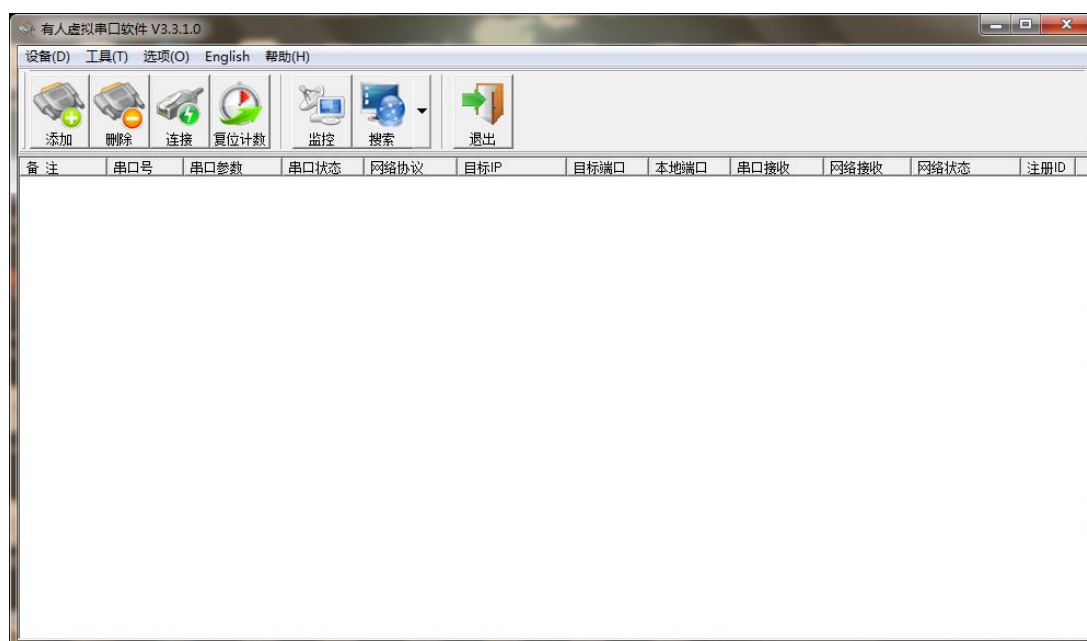 有人虚拟串口软件 V3.3.1.0
设备(D) 工具(T) 选项(O) English 帮助(H)
添加 删除 连接 复位计数 监控 搜索 退出
备 注 串口号 串口参数 串口状态 网络协议 目标IP 目标端口 本地端口 串口接收 网络接收 网络状态 注册ID